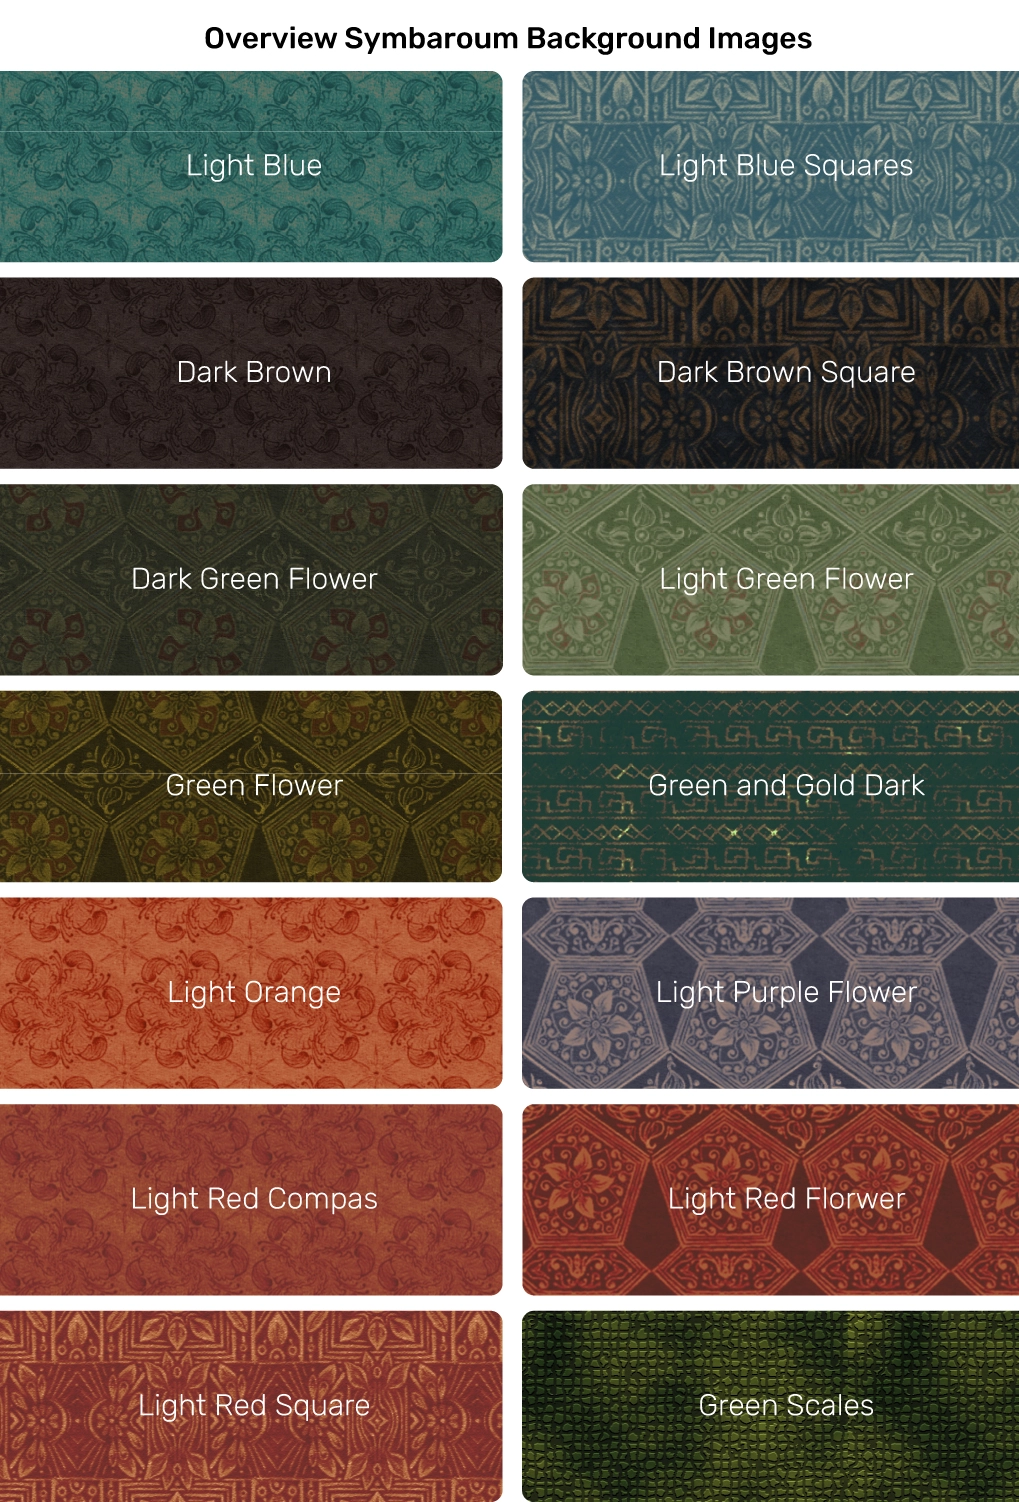 Overview Symbaroum Background Images
Light Blue
Light Blue Squares
Dark Brown
Dark Brown Square
Dark Green Flower
Light Green Flower
Green Flower
Green and Gold Dark
Light Orange
Light Purple Flower
Light Red Compas
Light Red Florwer
Light Red Square
Green Scales